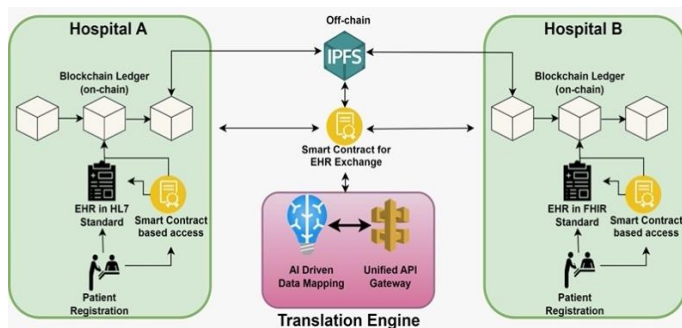 Hospital A
Blockchain Ledger
(on-chain)
EHR in HL7
Standard
Smart Contract
based access
Patient
Registration
Off-chain
IPFS
Smart Contract for
EHR Exchange
AI Driven
Data Mapping
Unified API
Gateway
Translation Engine
Hospital B
Blockchain Ledger
(on-chain)
EHR in FHIR
Standard
Smart Contract
based access
Patient
Registration